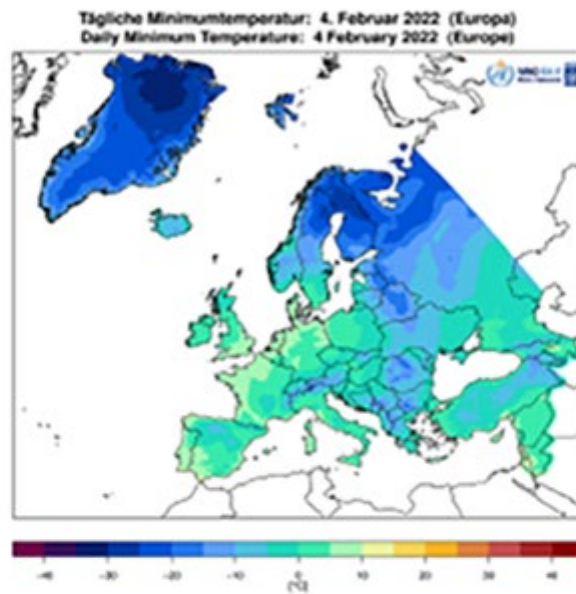 Tägliche Minimumtemperatur: 4. Februar 2022 (Europa)
Daily Minimum Temperature: 4 February 2022 (Europe)
-40 -30 -20 -10 0 10 20 30 40
[°C]